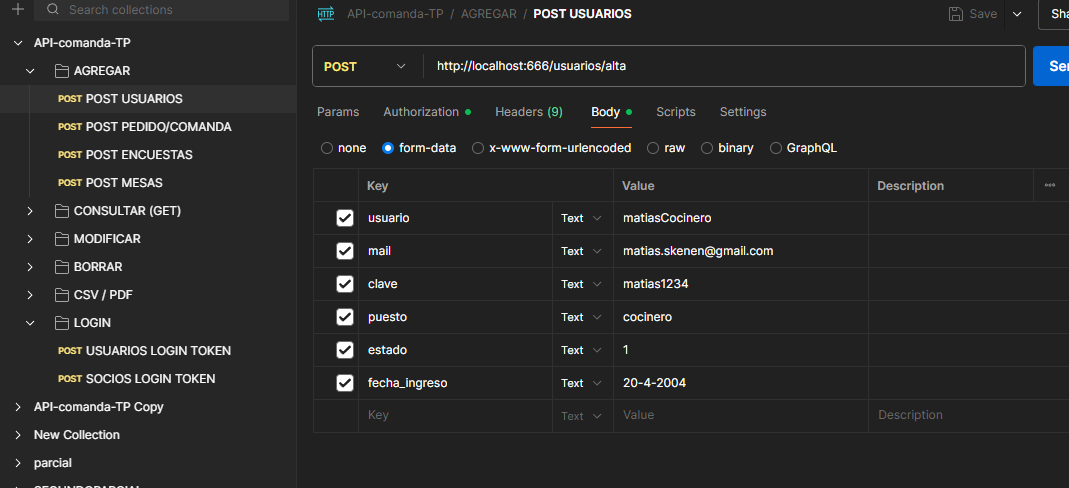 Search collections
API-comanda-TP
AGREGAR
POST POST USUARIOS
POST POST PEDIDO/COMANDA
POST POST ENCUESTAS
POST POST MESAS
CONSULTAR (GET)
MODIFICAR
BORRAR
CSV / PDF
LOGIN
POST USUARIOS LOGIN TOKEN
POST SOCIOS LOGIN TOKEN
API-comanda-TP Copy
New Collection
parcial
HTTP API-comanda-TP / AGREGAR / POST USUARIOS
Save
Sha
POST http://localhost:666/usuarios/alta
Sen
Params Authorization Headers (9) Body Scripts Settings
none form-data x-www-form-urlencoded raw binary GraphQL
Key Value Description
usuario Text matiasCocinero
mail Text matias.skenen@gmail.com
clave Text matias1234
puesto Text cocinero
estado Text 1
fecha_ingreso Text 20-4-2004
Key Text Value Description